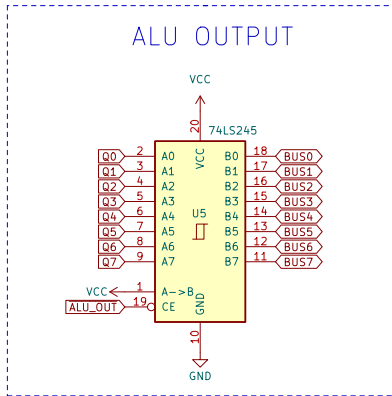 ALU OUTPUT
VCC
20
74LS245
Q0 2 A0 VCC B0 18 BUS0
Q1 3 A1 B1 17 BUS1
Q2 4 A2 B2 16 BUS2
Q3 5 A3 B3 15 BUS3
Q4 6 A4 U5 B4 14 BUS4
Q5 7 A5 B5 13 BUS5
Q6 8 A6 B6 12 BUS6
Q7 9 A7 B7 11 BUS7
VCC 1 A->B
ALU_OUT 19 CE GND
10
GND